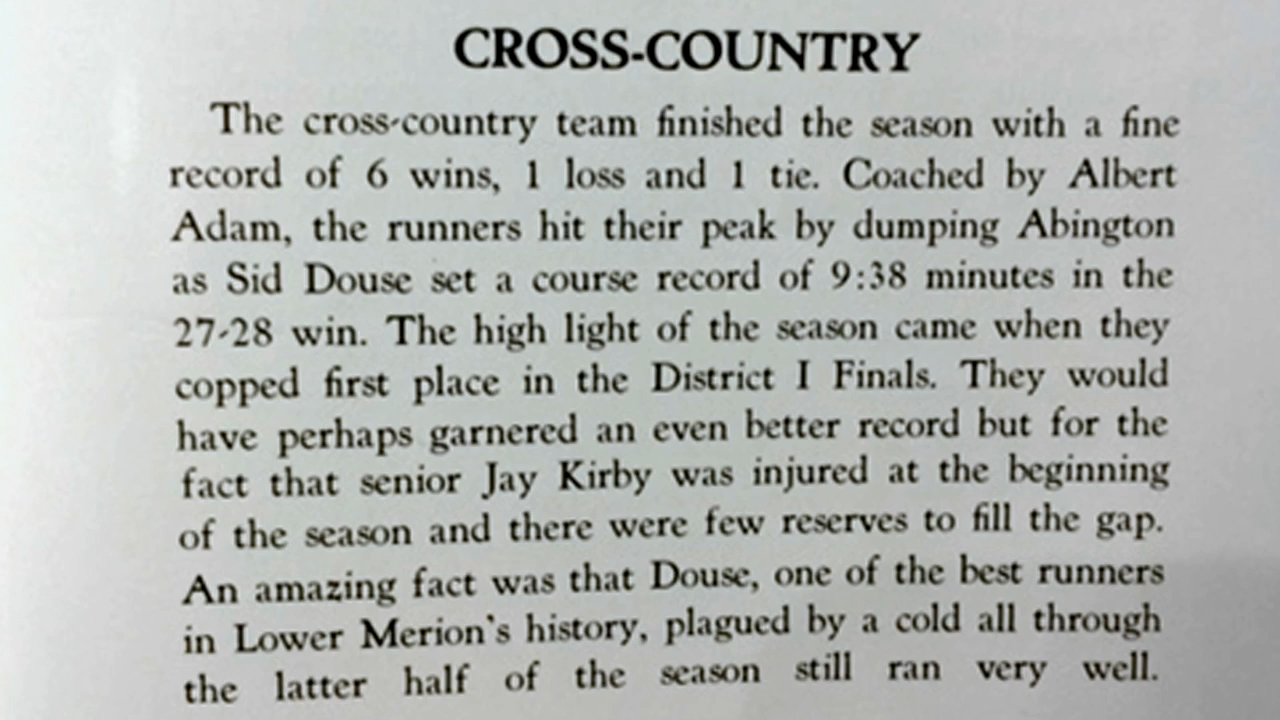 CROSS-COUNTRY
The cross-country team finished the season with a fine
record of 6 wins, 1 loss and 1 tie. Coached by Albert
Adam, the runners hit their peak by dumping Abington
as Sid Douse set a course record of 9:38 minutes in the
27-28 win. The high light of the season came when they
copped first place in the District I Finals. They would
have perhaps garnered an even better record but for the
fact that senior Jay Kirby was injured at the beginning
of the season and there were few reserves to fill the gap.
An amazing fact was that Douse, one of the best runners
in Lower Merion's history, plagued by a cold all through
the latter half of the season still ran very well.